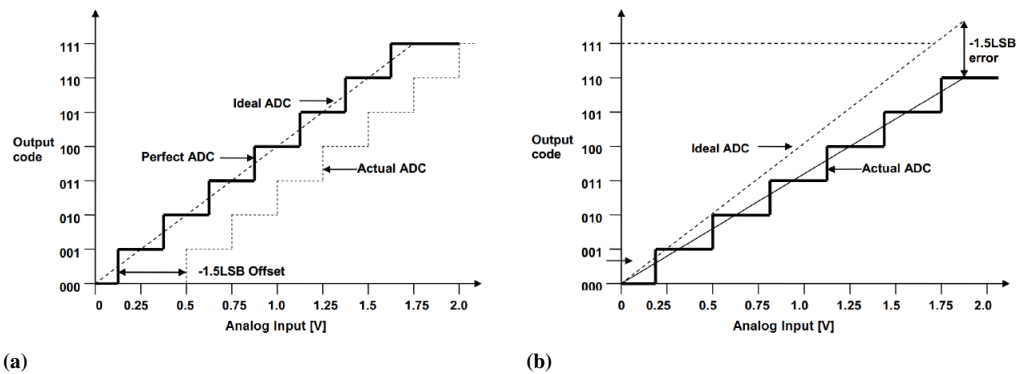 111
110
101
100
011
010
001
000
Output
code
Ideal ADC
Perfect ADC
Actual ADC
-1.5LSB Offset
0 0.25 0.5 0.75 1.0 1.25 1.5 1.75 2.0
Analog Input [V]
(a)
111
110
101
100
011
010
001
000
Output
code
-1.5LSB
error
Ideal ADC
Actual ADC
0 0.25 0.5 0.75 1.0 1.25 1.5 1.75 2.0
Analog Input [V]
(b)